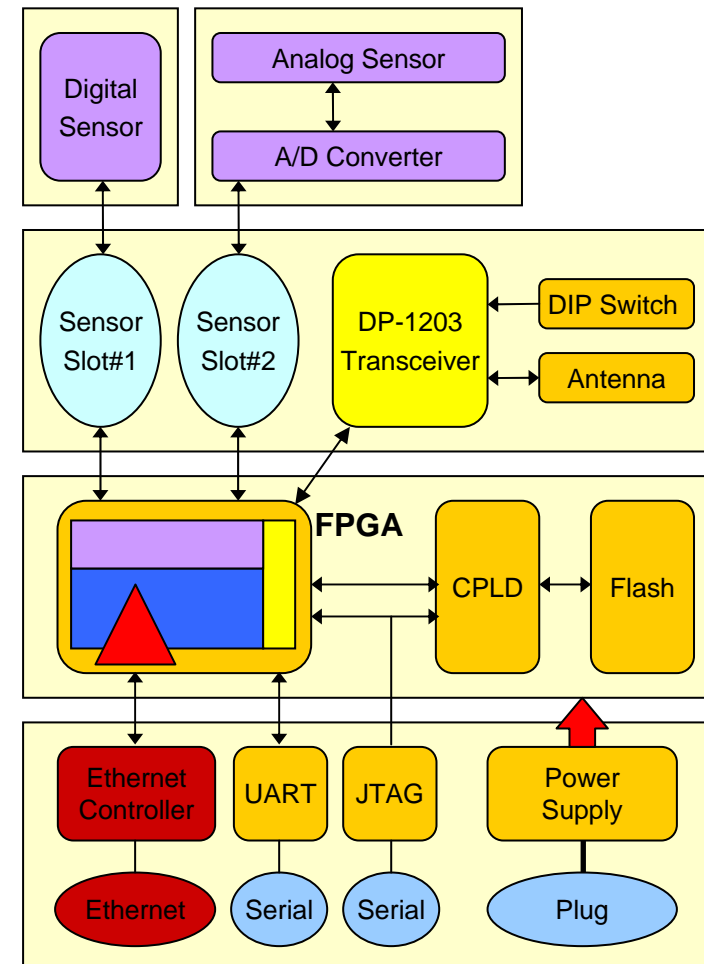 Digital
Sensor
Analog Sensor
A/D Converter
Sensor
Slot#1
Sensor
Slot#2
DP-1203
Transceiver
DIP Switch
Antenna
FPGA
CPLD
Flash
Ethernet
Controller
UART
JTAG
Power
Supply
Ethernet
Serial
Serial
Plug